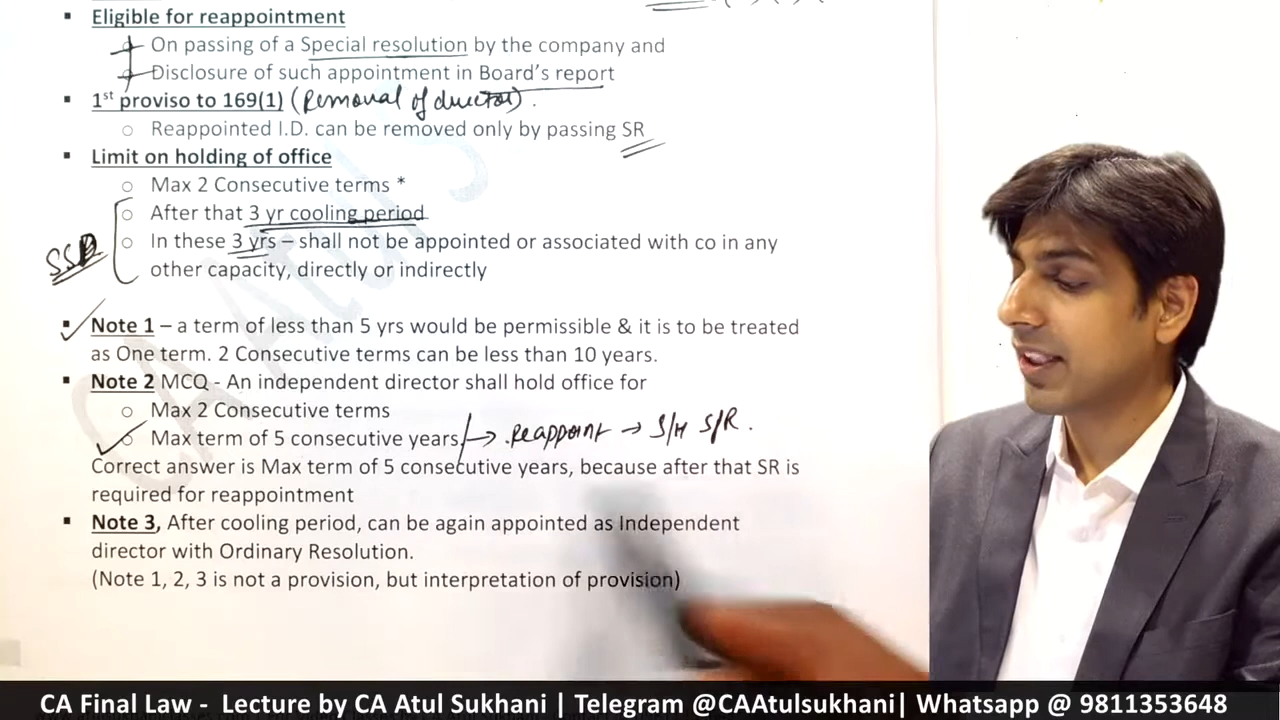 Eligible for reappointment
On passing of a Special resolution by the company and
Disclosure of such appointment in Board's report
1st proviso to 169(1) (Removal of director).
Reappointed I.D. can be removed only by passing SR
Limit on holding of office
Max 2 Consecutive terms *
After that 3 yr cooling period
In these 3 yrs – shall not be appointed or associated with co in any
other capacity, directly or indirectly
Note 1 – a term of less than 5 yrs would be permissible & it is to be treated
as One term. 2 Consecutive terms can be less than 10 years.
Note 2 MCQ - An independent director shall hold office for
Max 2 Consecutive terms
Max term of 5 consecutive years. → Reappoint → S/H S/R.
Correct answer is Max term of 5 consecutive years, because after that SR is
required for reappointment
Note 3, After cooling period, can be again appointed as Independent
director with Ordinary Resolution.
(Note 1, 2, 3 is not a provision, but interpretation of provision)
CA Atul S
CA Final Law - Lecture by CA Atul Sukhani | Telegram @CAAtulsukhani| Whatsapp @ 9811353648